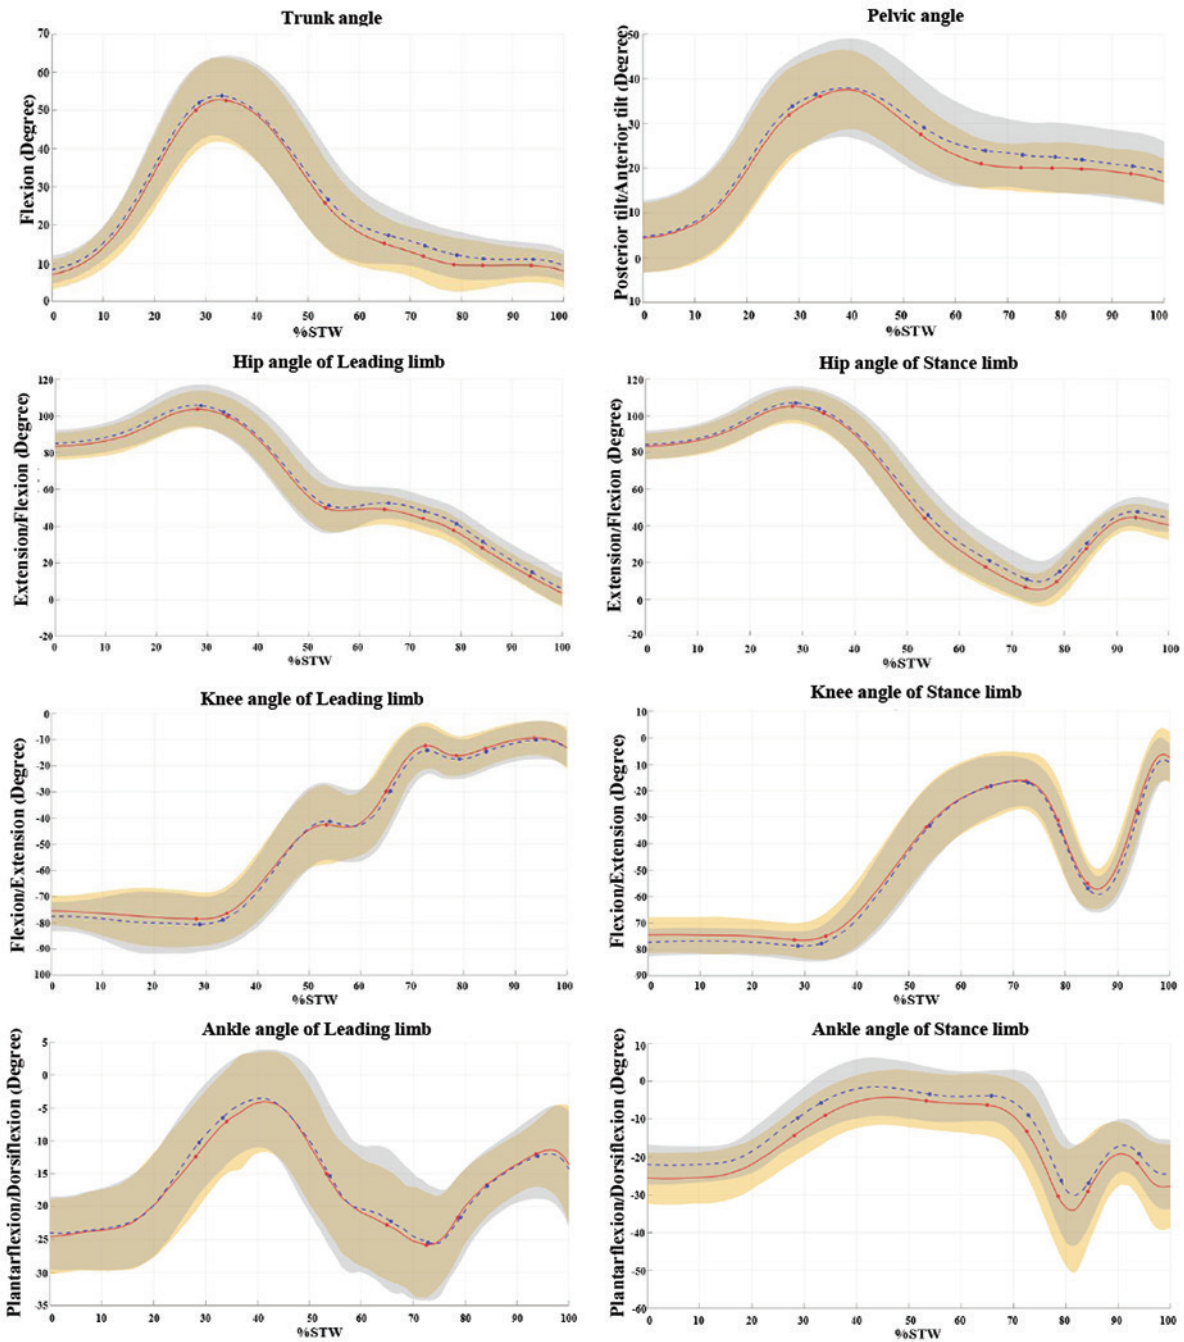 Trunk angle
Flexion (Degree)
70
60
50
40
30
20
10
0
0 10 20 30 40 50 60 70 80 90 100
%STW
Pelvic angle
Posterior tilt/Anterior tilt (Degree)
50
40
30
20
10
0
10
0 10 20 30 40 50 60 70 80 90 100
%STW
Hip angle of Leading limb
Extension/Flexion (Degree)
120
100
80
60
40
20
0
-20
0 10 20 30 40 50 60 70 80 90 100
%STW
Hip angle of Stance limb
Extension/Flexion (Degree)
120
100
80
60
40
20
0
-20
0 10 20 30 40 50 60 70 80 90 100
%STW
Knee angle of Leading limb
Flexion/Extension (Degree)
0
-10
-20
-30
-40
-50
-60
-70
-80
-90
100
0 10 20 30 40 50 60 70 80 90 100
%STW
Knee angle of Stance limb
Flexion/Extension (Degree)
10
0
-10
-20
-30
-40
-50
-60
70
80
-90
0 10 20 30 40 50 60 70 80 90 100
%STW
Ankle angle of Leading limb
Plantarflexion/Dorsiflexion (Degree)
5
0
-5
-10
-15
-20
-25
-30
-35
0 10 20 30 40 50 60 70 80 90 100
%STW
Ankle angle of Stance limb
Plantarflexion/Dorsiflexion (Degree)
10
0
-10
-20
-30
-40
-50
-60
0 10 20 30 40 50 60 70 80 90 100
%STW